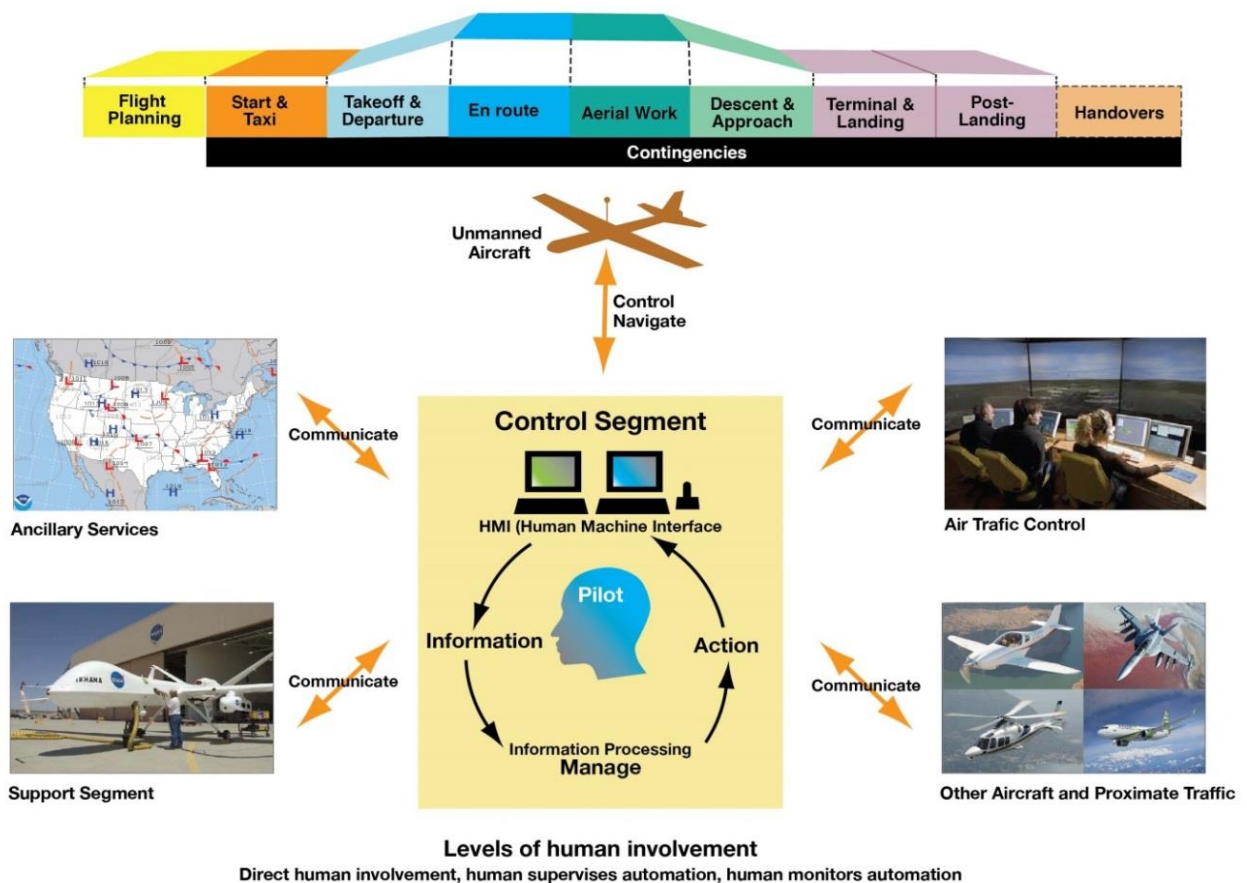 Flight
Planning
Start &
Taxi
Takeoff &
Departure
En route
Aerial Work
Descent &
Approach
Terminal &
Landing
Post-
Landing
Handovers
Contingencies
Unmanned
Aircraft
Control
Navigate
Communicate
Ancillary Services
Control Segment
HMI (Human Machine Interface
Pilot
Information
Action
Information Processing
Manage
Communicate
Air Trafic Control
IKHANA
NASA
Communicate
Support Segment
Communicate
Other Aircraft and Proximate Traffic
Levels of human involvement
Direct human involvement, human supervises automation, human monitors automation